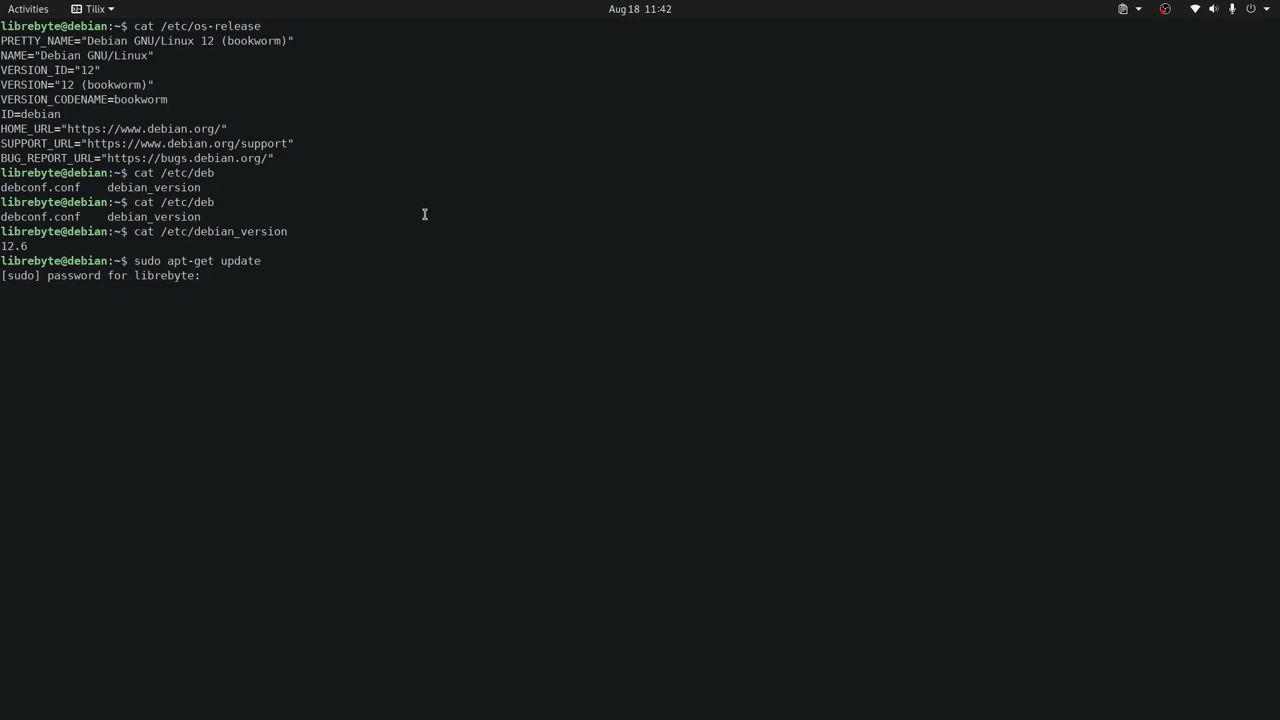 Activities Tilix Aug 18 11:42
librebyte@debian:~$ cat /etc/os-release
PRETTY_NAME="Debian GNU/Linux 12 (bookworm)"
NAME="Debian GNU/Linux"
VERSION_ID="12"
VERSION="12 (bookworm)"
VERSION_CODENAME=bookworm
ID=debian
HOME_URL="https://www.debian.org/"
SUPPORT_URL="https://www.debian.org/support"
BUG_REPORT_URL="https://bugs.debian.org/"
librebyte@debian:~$ cat /etc/deb
debconf.conf    debian_version
librebyte@debian:~$ cat /etc/deb
debconf.conf    debian_version
librebyte@debian:~$ cat /etc/debian_version
12.6
librebyte@debian:~$ sudo apt-get update
[sudo] password for librebyte: